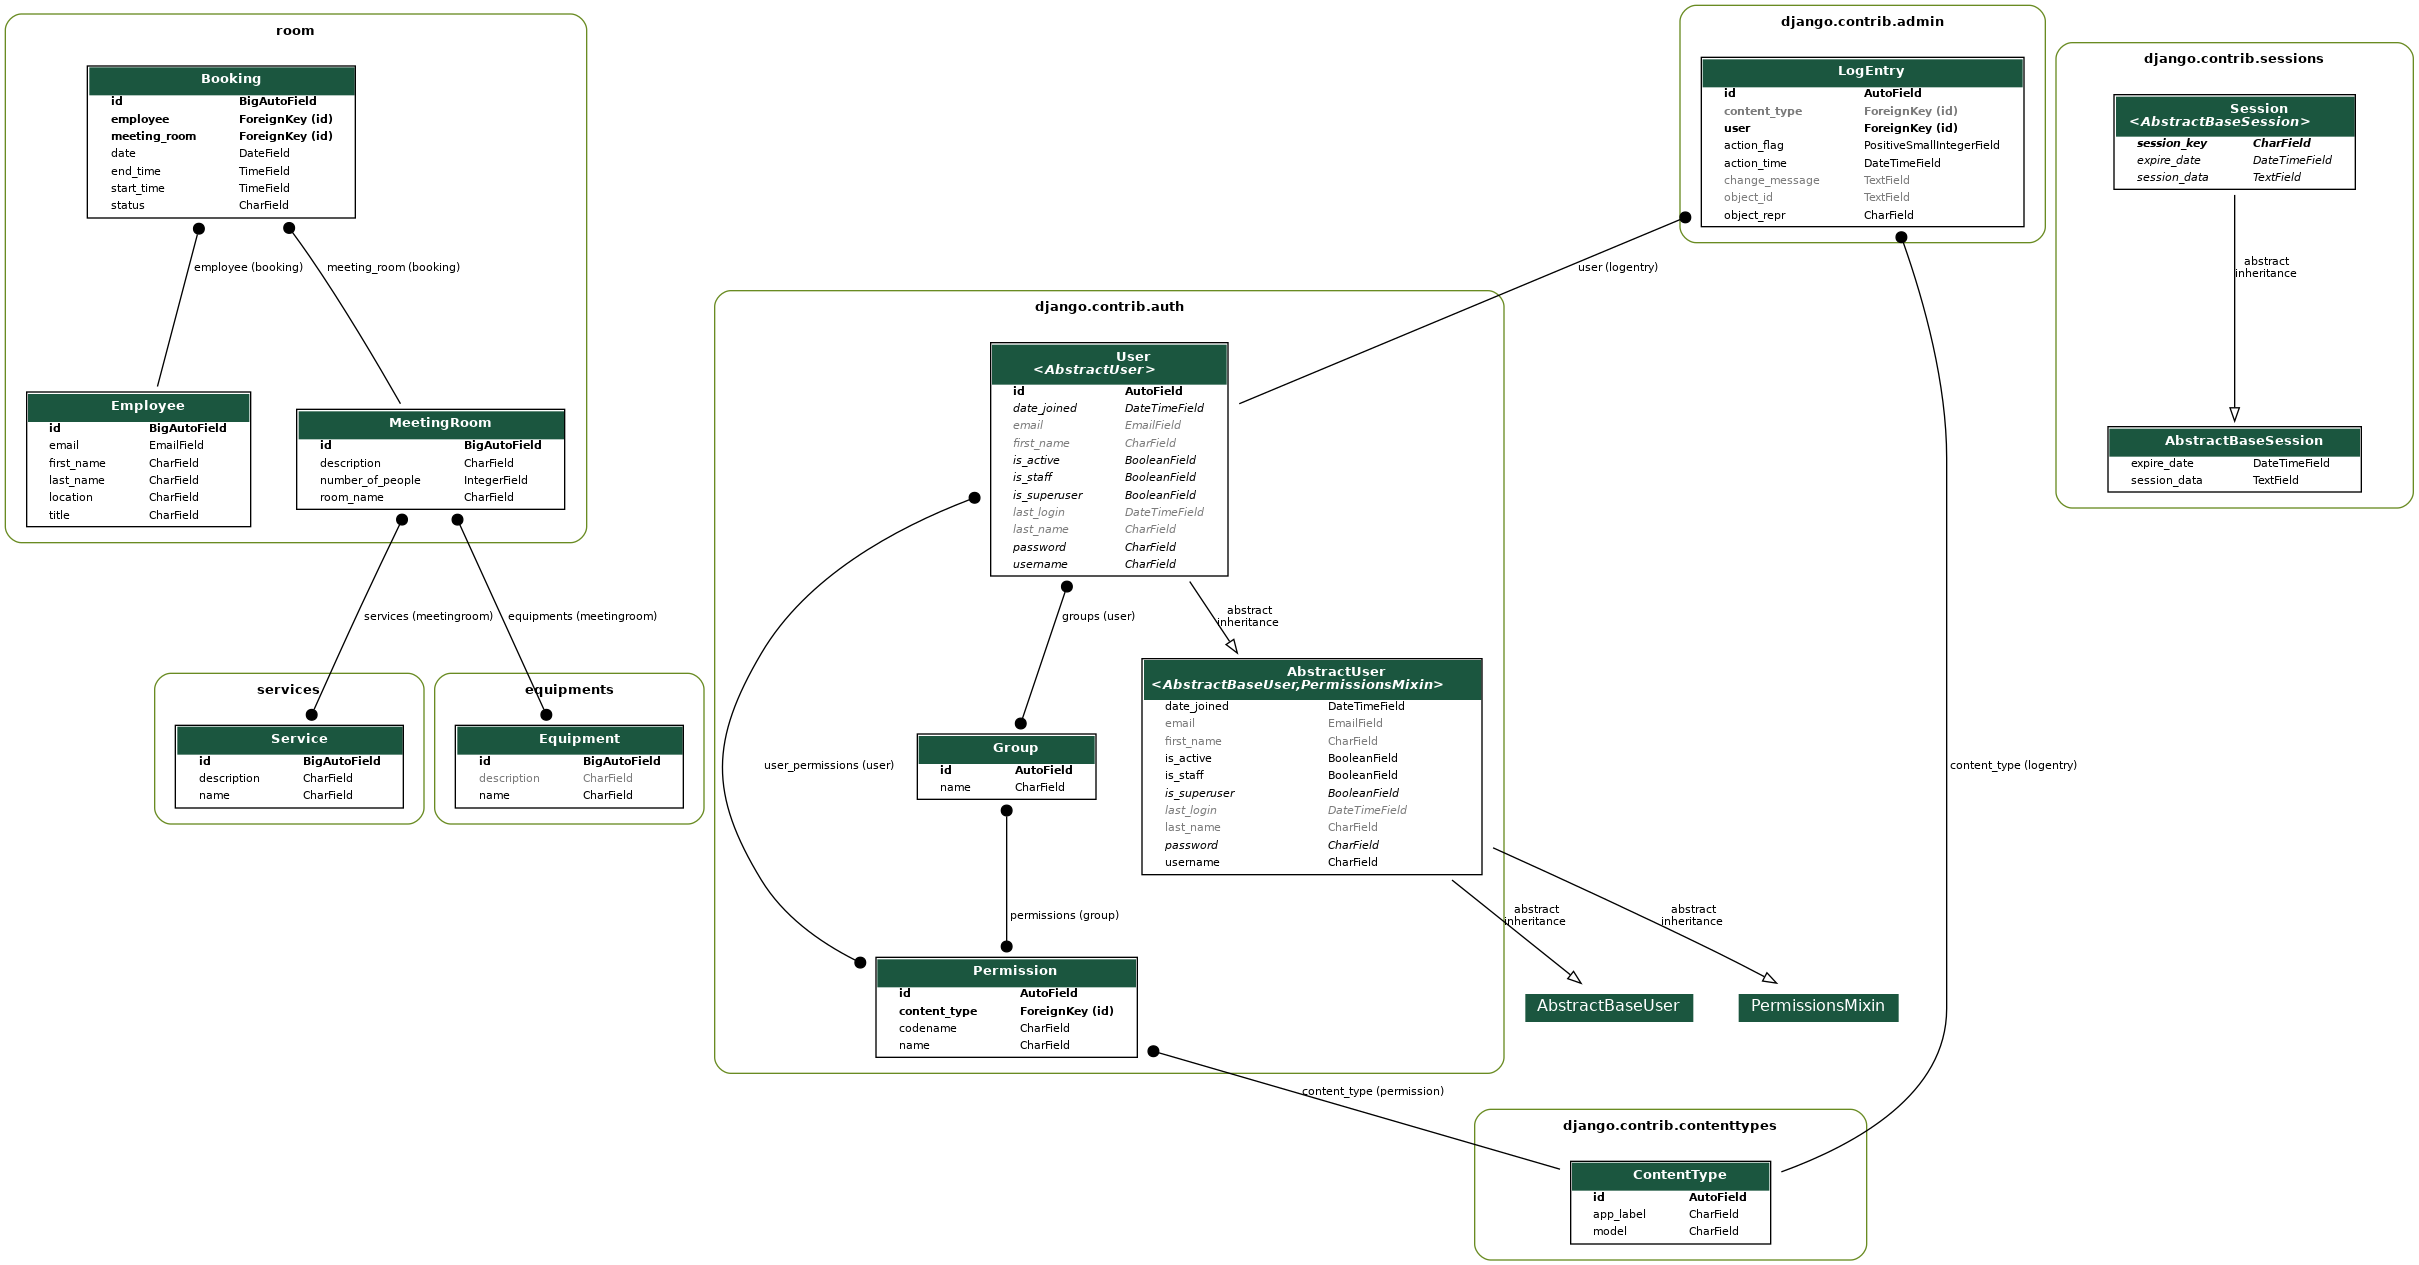 room
Booking
id BigAutoField
employee ForeignKey (id)
meeting_room ForeignKey (id)
date DateField
end_time TimeField
start_time TimeField
status CharField
employee (booking)
meeting_room (booking)
Employee
id BigAutoField
email EmailField
first_name CharField
last_name CharField
location CharField
title CharField
MeetingRoom
id BigAutoField
description CharField
number_of_people IntegerField
room_name CharField
services (meetingroom)
equipments (meetingroom)
services
Service
id BigAutoField
description CharField
name CharField
equipments
Equipment
id BigAutoField
description CharField
name CharField
django.contrib.admin
LogEntry
id AutoField
content_type ForeignKey (id)
user ForeignKey (id)
action_flag PositiveSmallIntegerField
action_time DateTimeField
change_message TextField
object_id TextField
object_repr CharField
user (logentry)
content_type (logentry)
django.contrib.auth
User
<AbstractUser>
id AutoField
date_joined DateTimeField
email EmailField
first_name CharField
is_active BooleanField
is_staff BooleanField
is_superuser BooleanField
last_login DateTimeField
last_name CharField
password CharField
username CharField
groups (user)
abstract
inheritance
user_permissions (user)
Group
id AutoField
name CharField
permissions (group)
AbstractUser
<AbstractBaseUser,PermissionsMixin>
date_joined DateTimeField
email EmailField
first_name CharField
is_active BooleanField
is_staff BooleanField
is_superuser BooleanField
last_login DateTimeField
last_name CharField
password CharField
username CharField
abstract
inheritance
abstract
inheritance
Permission
id AutoField
content_type ForeignKey (id)
codename CharField
name CharField
AbstractBaseUser
PermissionsMixin
content_type (permission)
django.contrib.contenttypes
ContentType
id AutoField
app_label CharField
model CharField
django.contrib.sessions
Session
<AbstractBaseSession>
session_key CharField
expire_date DateTimeField
session_data TextField
abstract
inheritance
AbstractBaseSession
expire_date DateTimeField
session_data TextField